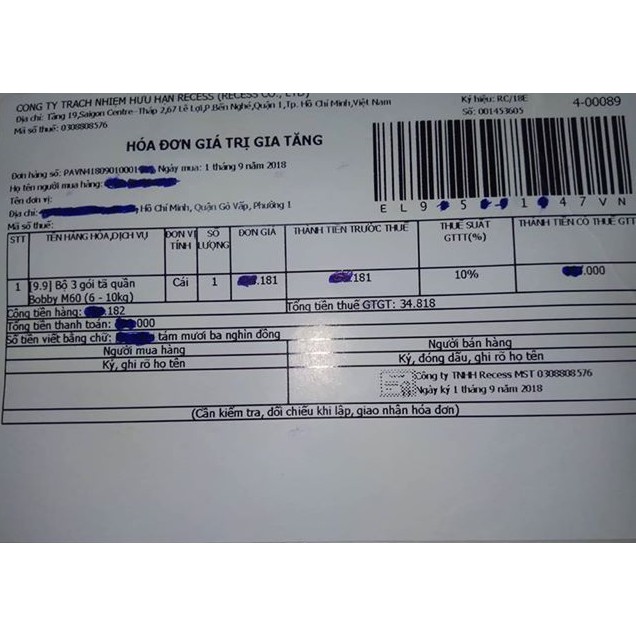 CÔNG TY TRÁCH NHIỆM HỮU HẠN RECESS (RECESS CO., LTD)
Địa chỉ: Tầng 19,Saigon Centre-Tháp 2,67 Lê Lợi,P.Bến Nghé,Quận 1,Tp. Hồ Chí Minh,Việt Nam
Mã số thuế: 0308808576
Ký hiệu: RC/18E
Số: 001453605
4-00089
HÓA ĐƠN GIÁ TRỊ GIA TĂNG
Đơn hàng số: PAVN41809010001 Ngày mua: 1 tháng 9 năm 2018
Họ tên người mua hàng:
Tên đơn vị:
Địa chỉ: Hồ Chí Minh, Quận Gò Vấp, Phường 1
Mã số thuế:
E L 9 5 1 4 7 V N
STT TÊN HÀNG HÓA,DỊCH VỤ ĐƠN VỊ TÍNH SỐ LƯỢNG ĐƠN GIÁ THÀNH TIỀN TRƯỚC THUẾ THUẾ SUẤT GTTT(%) THÀNH TIỀN CÓ THUẾ GTT
1 [9.9] Bộ 3 gói tã quần Cái 1 .181 .181 10% .000
Bobby M60 (6 - 10kg)
Cộng tiền hàng: .182 Tổng tiền thuế GTGT: 34.818
Tổng tiền thanh toán: .000
Số tiền viết bằng chữ: tám mươi ba nghìn đồng
Người mua hàng Người bán hàng
Ký, ghi rõ họ tên Ký, đóng dấu, ghi rõ họ tên
Công ty TNHH Recess MST 0308808576
Ngày ký 1 tháng 9 năm 2018
(Cần kiểm tra, đối chiếu khi lập, giao nhận hóa đơn)